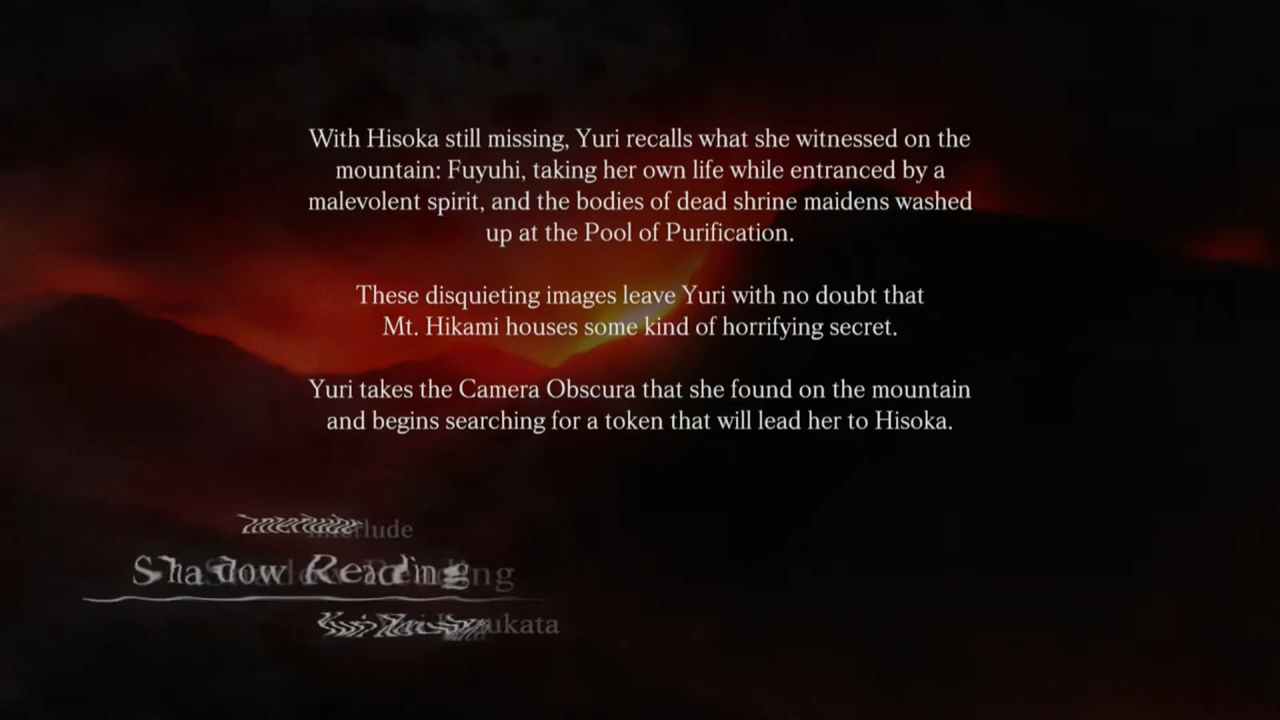 With Hisoka still missing, Yuri recalls what she witnessed on the
mountain: Fuyuhi, taking her own life while entranced by a
malevolent spirit, and the bodies of dead shrine maidens washed
up at the Pool of Purification.
These disquieting images leave Yuri with no doubt that
Mt. Hikami houses some kind of horrifying secret.
Yuri takes the Camera Obscura that she found on the mountain
and begins searching for a token that will lead her to Hisoka.
Shadow Reading
Yuri